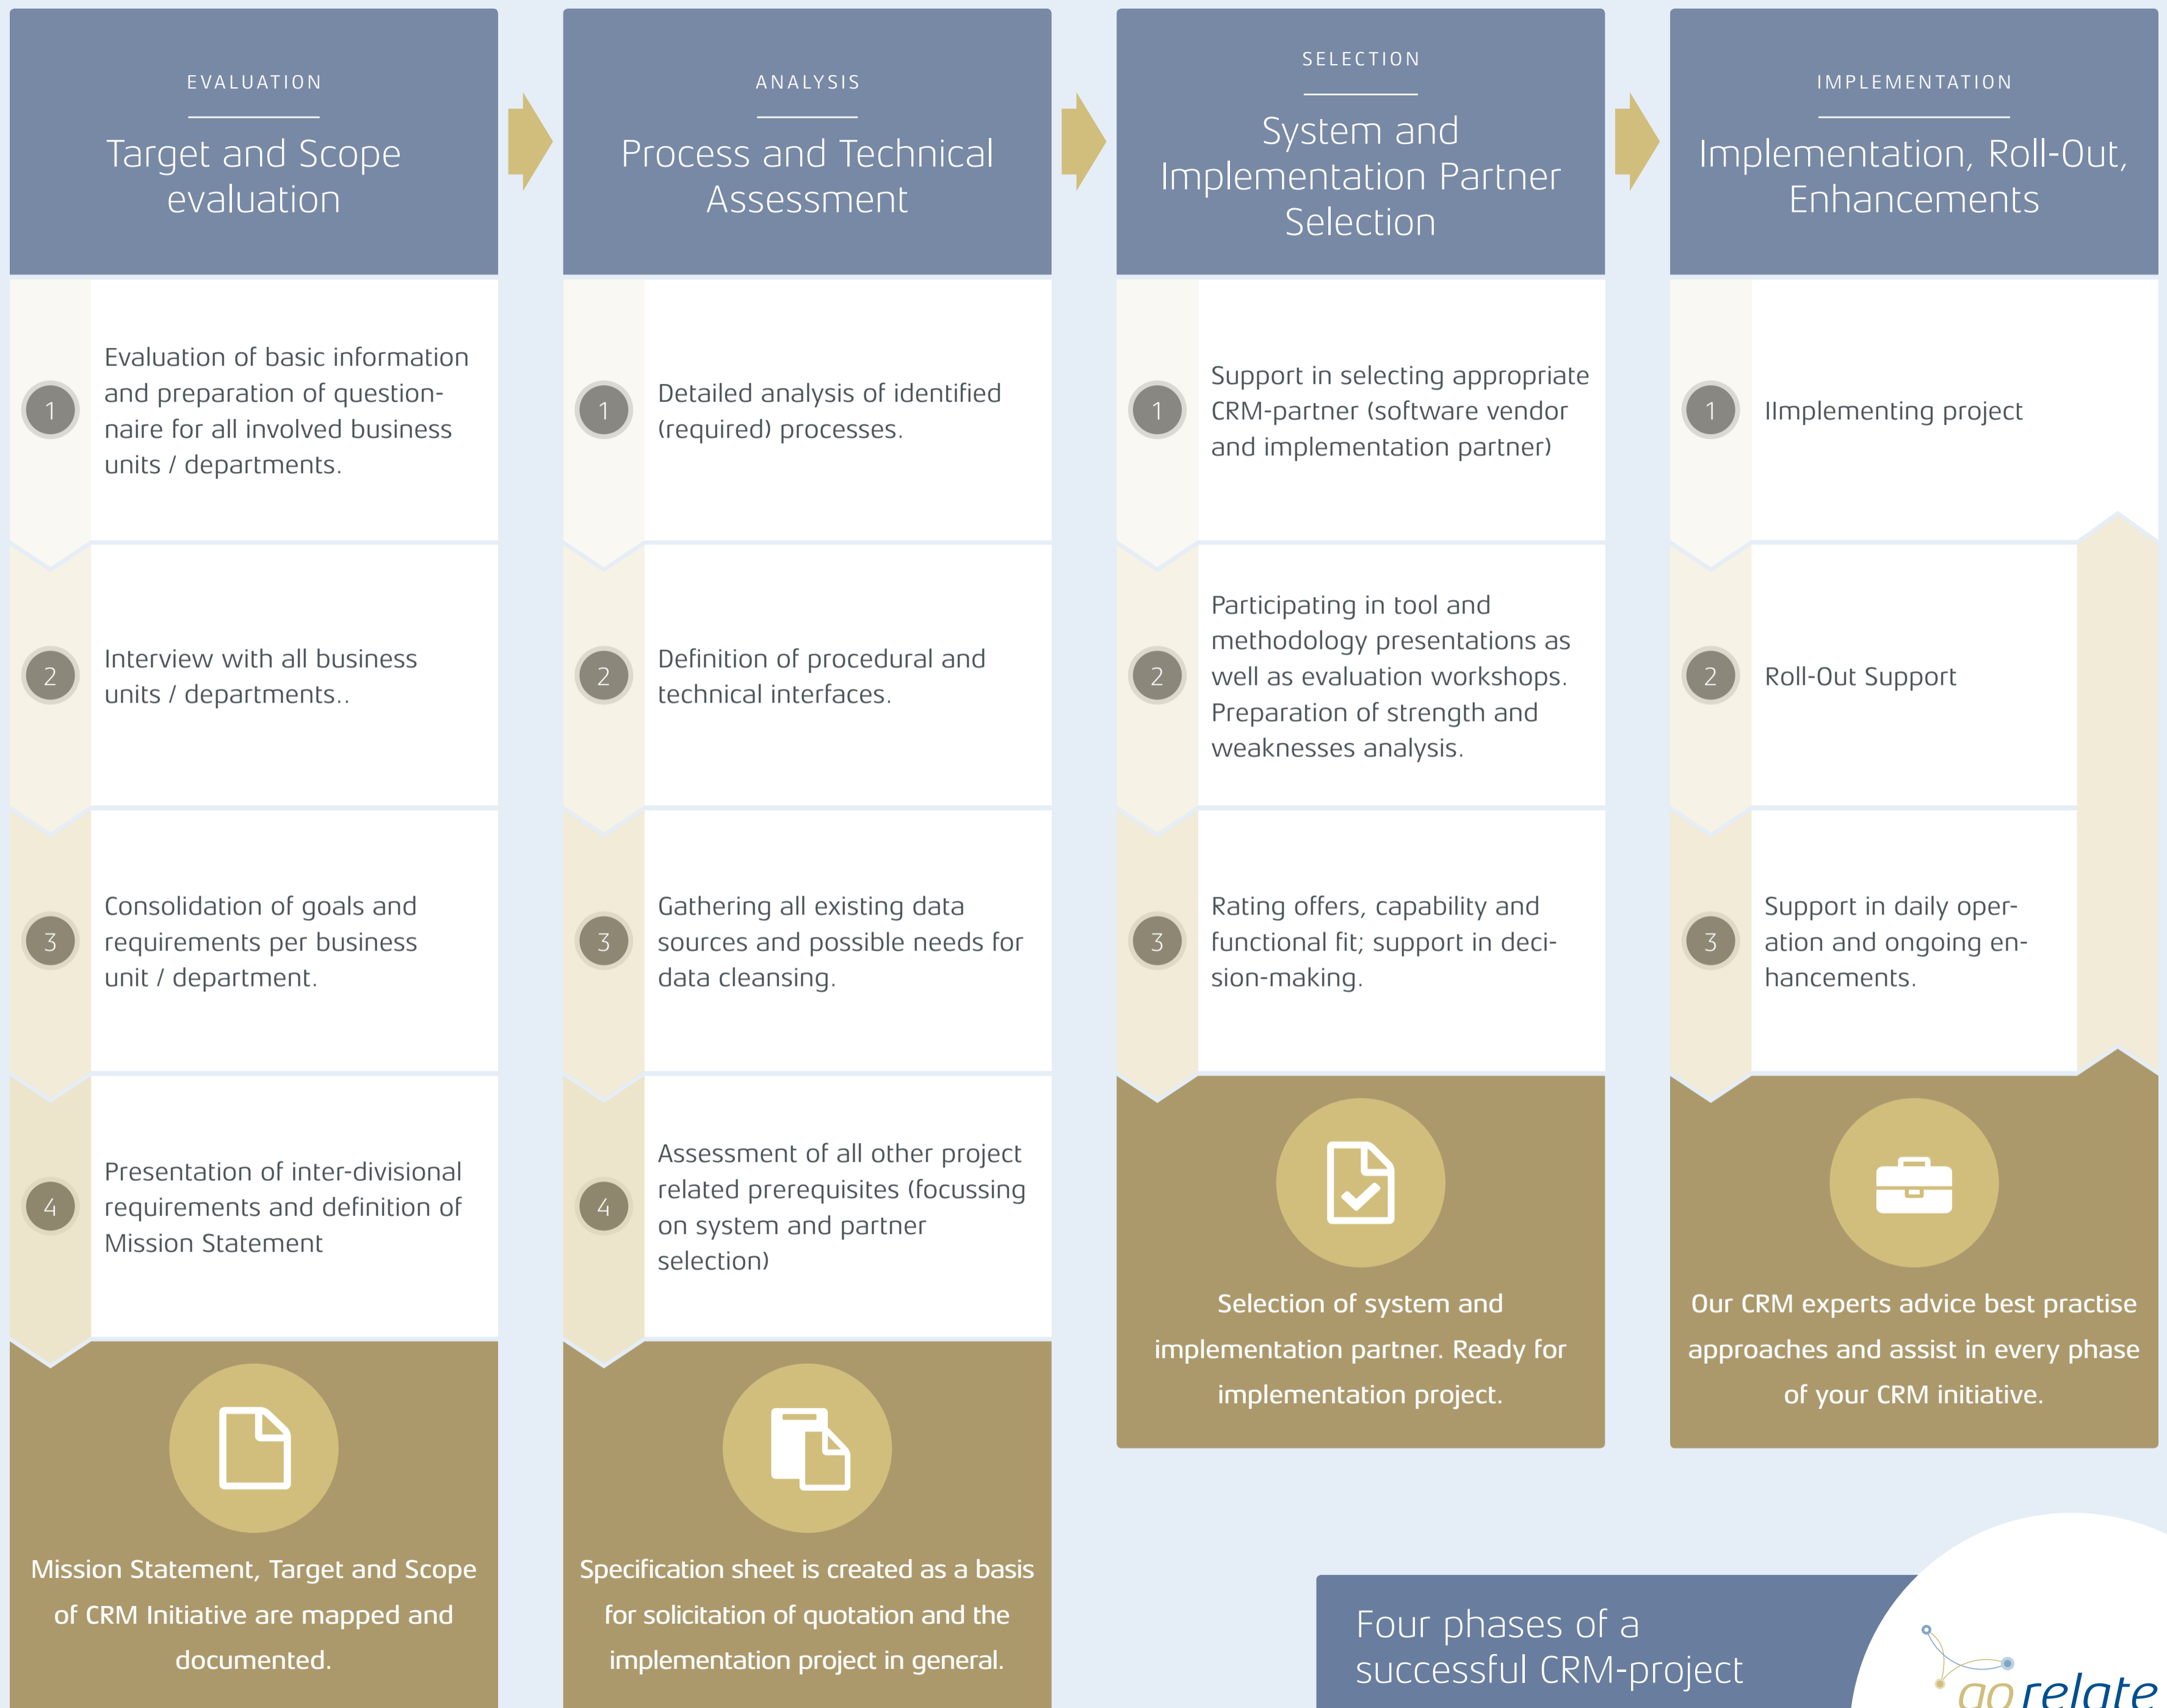 EVALUATION
Target and Scope
evaluation
1
Evaluation of basic information
and preparation of question-
naire for all involved business
units / departments.
2
Interview with all business
units / departments..
3
Consolidation of goals and
requirements per business
unit / department.
4
Presentation of inter-divisional
requirements and definition of
Mission Statement
Mission Statement, Target and Scope
of CRM Initiative are mapped and
documented.
ANALYSIS
Process and Technical
Assessment
1
Detailed analysis of identified
(required) processes.
2
Definition of procedural and
technical interfaces.
3
Gathering all existing data
sources and possible needs for
data cleansing.
4
Assessment of all other project
related prerequisites (focussing
on system and partner
selection)
Specification sheet is created as a basis
for solicitation of quotation and the
implementation project in general.
SELECTION
System and
Implementation Partner
Selection
1
Support in selecting appropriate
CRM-partner (software vendor
and implementation partner)
2
Participating in tool and
methodology presentations as
well as evaluation workshops.
Preparation of strength and
weaknesses analysis.
3
Rating offers, capability and
functional fit; support in deci-
sion-making.
Selection of system and
implementation partner. Ready for
implementation project.
IMPLEMENTATION
Implementation, Roll-Out,
Enhancements
1
IImplementing project
2
Roll-Out Support
3
Support in daily oper-
ation and ongoing en-
hancements.
Our CRM experts advice best practise
approaches and assist in every phase
of your CRM initiative.
Four phases of a
successful CRM-project
go relate